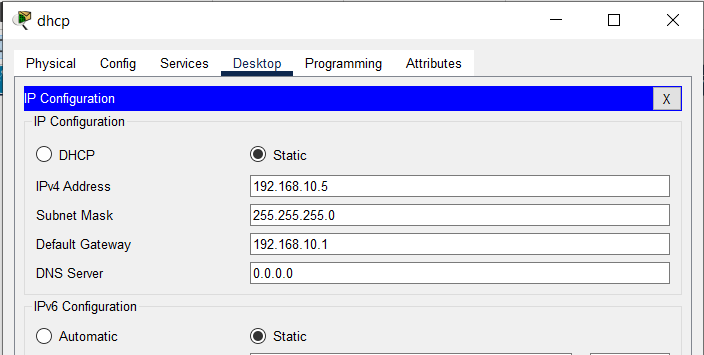 dhcp
Physical Config Services Desktop Programming Attributes
IP Configuration X
IP Configuration
DHCP Static
IPv4 Address 192.168.10.5
Subnet Mask 255.255.255.0
Default Gateway 192.168.10.1
DNS Server 0.0.0.0
IPv6 Configuration
Automatic Static